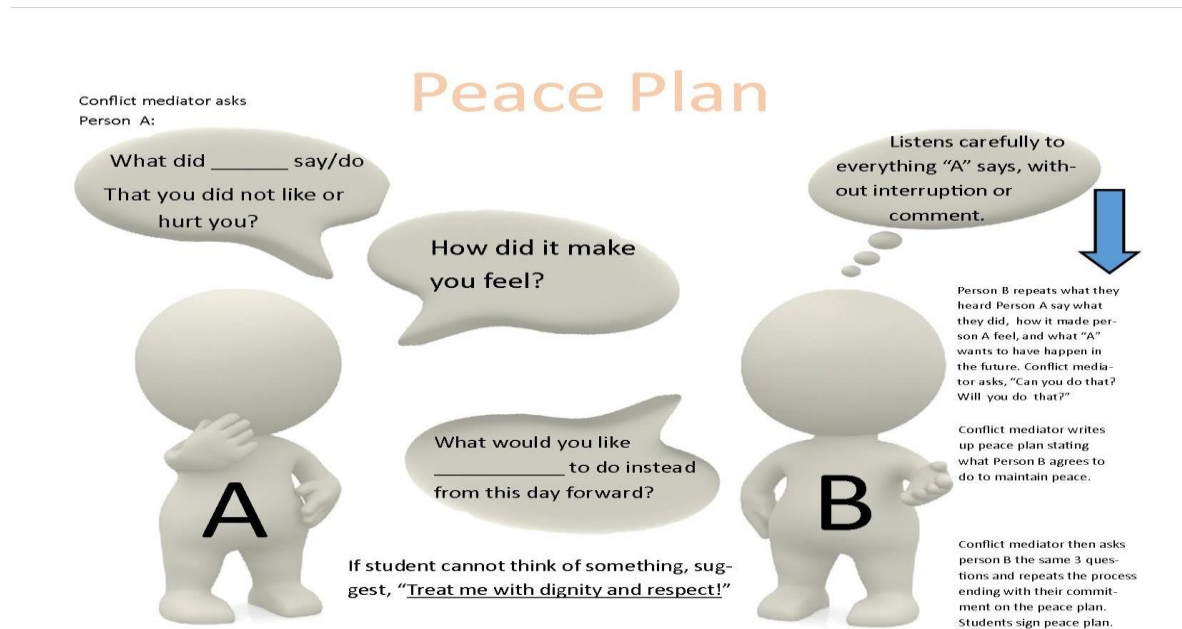 Peace Plan
Conflict mediator asks
Person A:
What did _______ say/do
That you did not like or
hurt you?
How did it make
you feel?
What would you like
____________ to do instead
from this day forward?
If student cannot think of something, sug-
gest, “Treat me with dignity and respect!”
A
Listens carefully to
everything “A” says, with-
out interruption or
comment.
B
Person B repeats what they
heard Person A say what
they did, how it made per-
son A feel, and what “A”
wants to have happen in
the future. Conflict media-
tor asks, “Can you do that?
Will you do that?”
Conflict mediator writes
up peace plan stating
what Person B agrees to
do to maintain peace.
Conflict mediator then asks
person B the same 3 ques-
tions and repeats the process
ending with their commit-
ment on the peace plan.
Students sign peace plan.